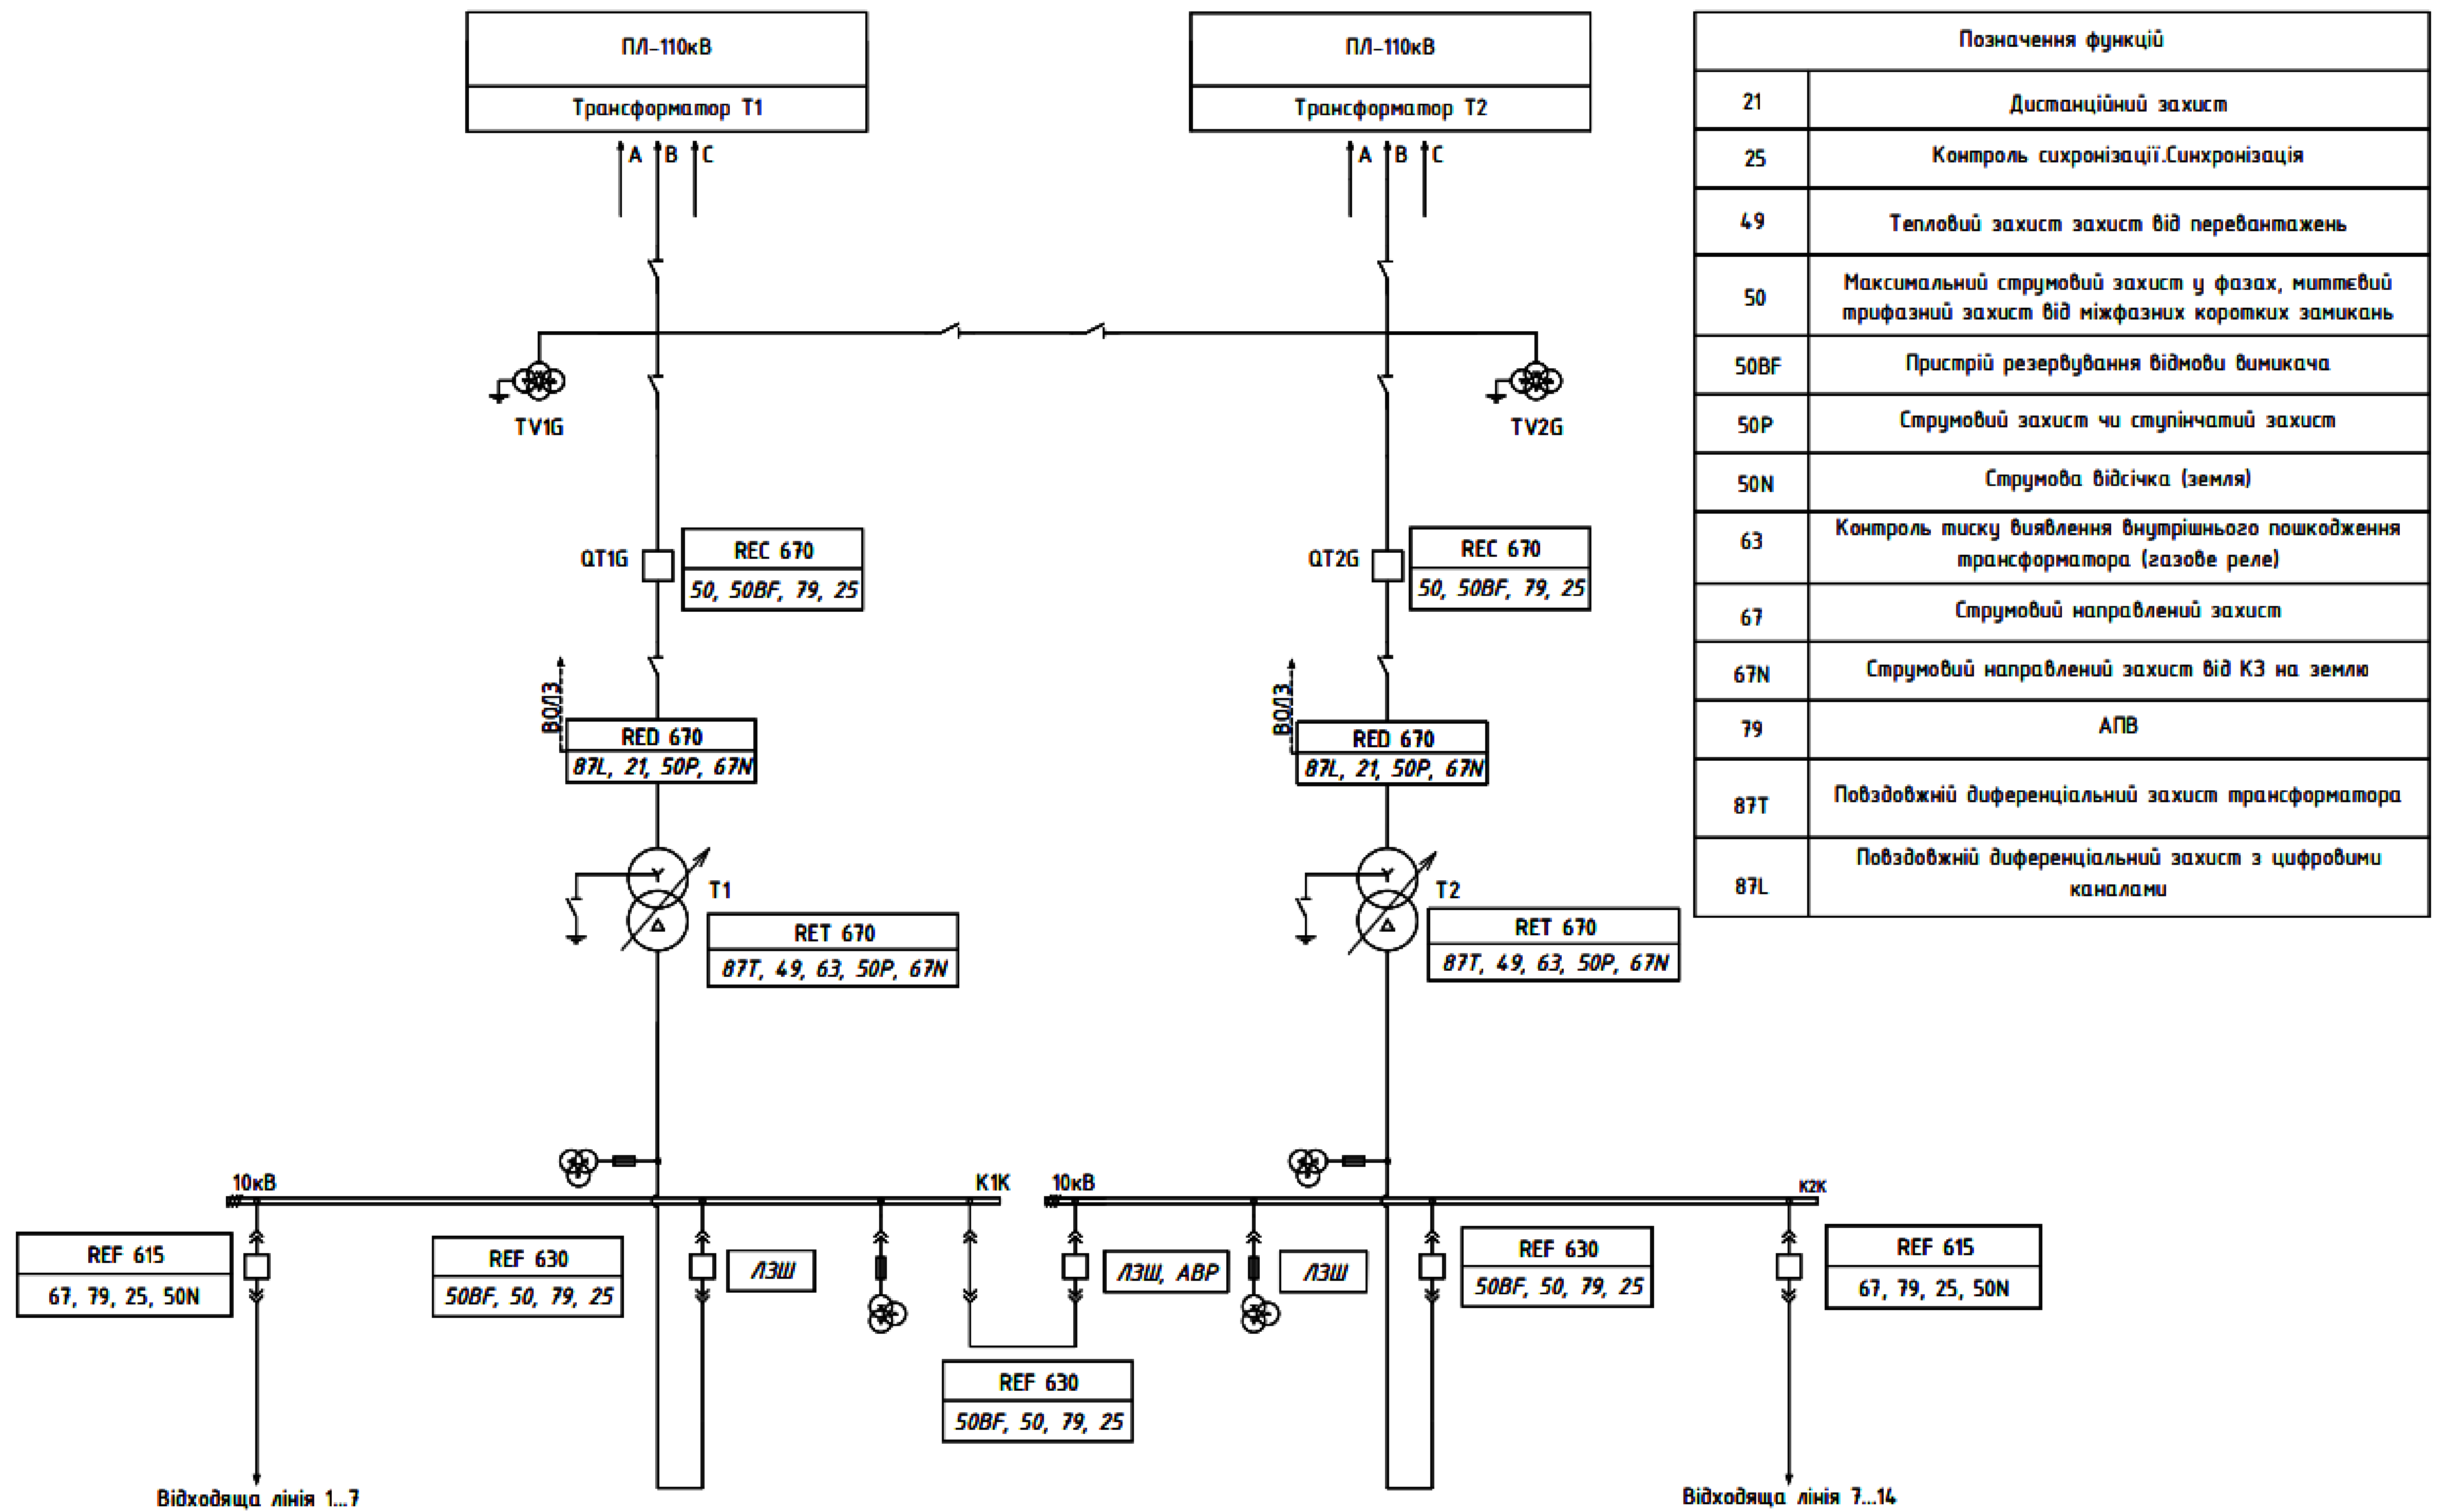 ПЛ-110кВ
Трансформатор Т1
A B C
ПЛ-110кВ
Трансформатор Т2
A B C
TV1G
TV2G
QT1G
REC 670
50, 50BF, 79, 25
QT2G
REC 670
50, 50BF, 79, 25
ВОЛЗ
RED 670
87L, 21, 50P, 67N
ВОЛЗ
RED 670
87L, 21, 50P, 67N
T1
RET 670
87T, 49, 63, 50P, 67N
T2
RET 670
87T, 49, 63, 50P, 67N
10кВ
К1К
10кВ
К2К
REF 615
67, 79, 25, 50N
REF 630
50BF, 50, 79, 25
ЛЗШ
ЛЗШ, АВР
ЛЗШ
REF 630
50BF, 50, 79, 25
REF 615
67, 79, 25, 50N
REF 630
50BF, 50, 79, 25
Відходяща лінія 1...7
Відходяща лінія 7...14
Позначення функцій
21
Дистанційний захист
25
Контроль сихронізації.Синхронізація
49
Тепловий захист захист від перевантажень
50
Максимальний струмовий захист у фазах, миттєвий
трифазний захист від міжфазних коротких замикань
50BF
Пристрій резервування відмови вимикача
50P
Струмовий захист чи ступінчатий захист
50N
Струмова відсічка (земля)
63
Контроль тиску виявлення внутрішнього пошкодження
трансформатора (газове реле)
67
Струмовий направлений захист
67N
Струмовий направлений захист від КЗ на землю
79
АПВ
87T
Повздовжній диференціальний захист трансформатора
87L
Повздовжній диференціальний захист з цифровими
каналами